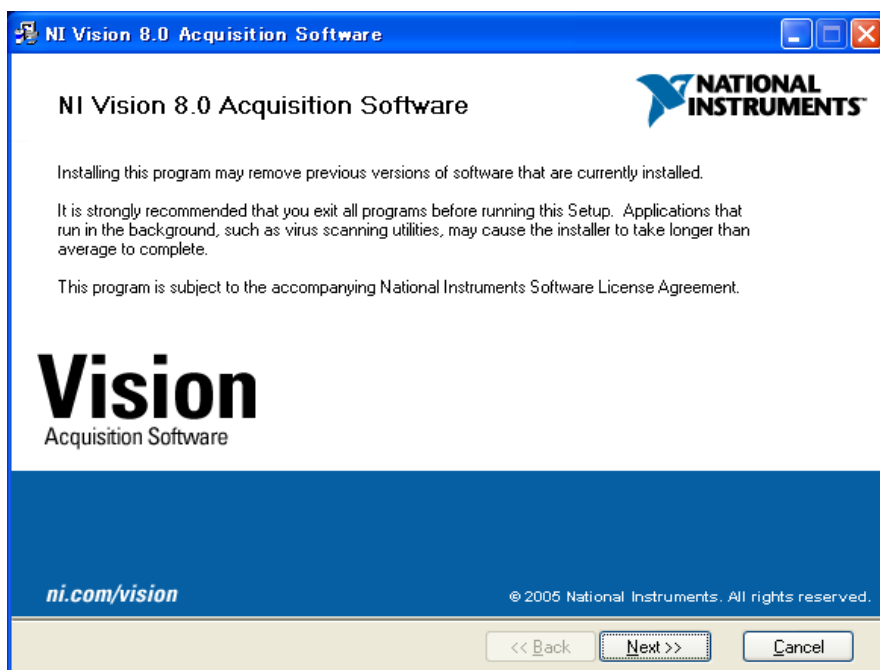 NI Vision 8.0 Acquisition Software
NI Vision 8.0 Acquisition Software
NATIONAL
INSTRUMENTS™
Installing this program may remove previous versions of software that are currently installed.
It is strongly recommended that you exit all programs before running this Setup.  Applications that
run in the background, such as virus scanning utilities, may cause the installer to take longer than
average to complete.
This program is subject to the accompanying National Instruments Software License Agreement.
Vision
Acquisition Software
ni.com/vision
© 2005 National Instruments. All rights reserved.
<< Back
Next >>
Cancel